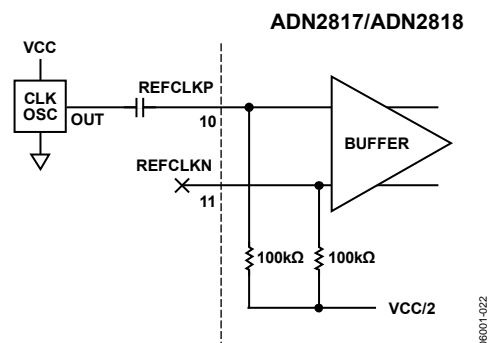 ADN2817/ADN2818
VCC
CLK
OSC
OUT
REFCLKP
10
BUFFER
REFCLKN
11
100kΩ
100kΩ
VCC/2
06001-022